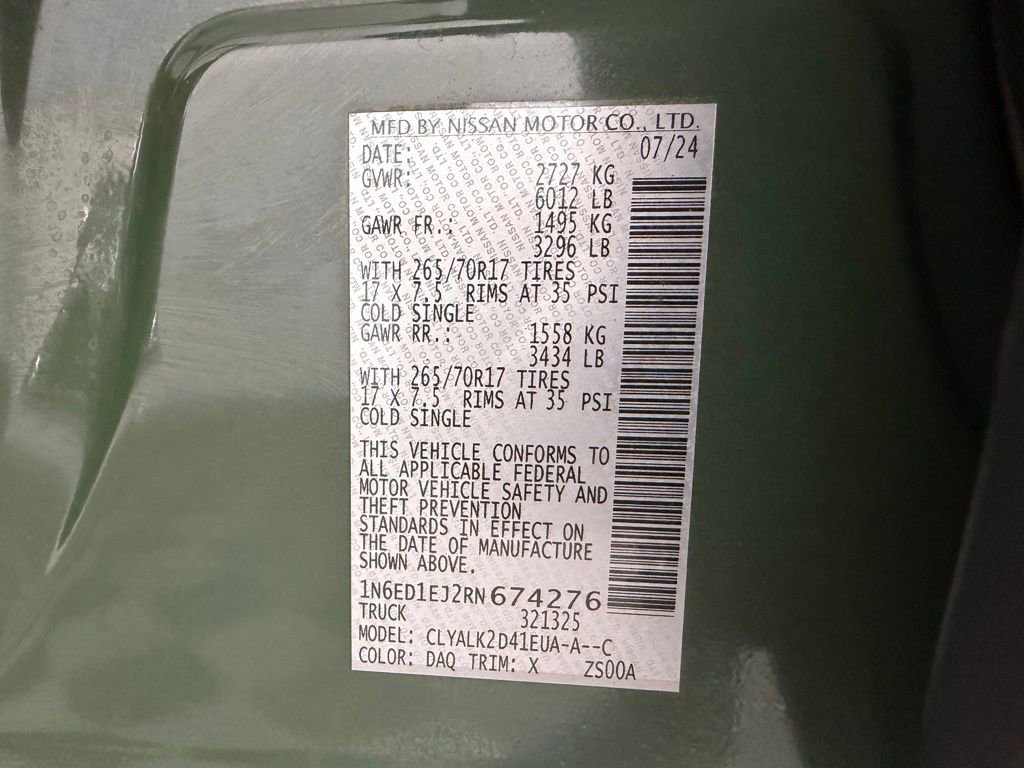 MFD BY NISSAN MOTOR CO., LTD.
DATE: 07/24
GVWR: 2727 KG
6012 LB
GAWR FR.: 1495 KG
3296 LB
WITH 265/70R17 TIRES
17 X 7.5 RIMS AT 35 PSI
COLD SINGLE
GAWR RR.: 1558 KG
3434 LB
WITH 265/70R17 TIRES
17 X 7.5 RIMS AT 35 PSI
COLD SINGLE
THIS VEHICLE CONFORMS TO
ALL APPLICABLE FEDERAL
MOTOR VEHICLE SAFETY AND
THEFT PREVENTION
STANDARDS IN EFFECT ON
THE DATE OF MANUFACTURE
SHOWN ABOVE.
1N6ED1EJ2RN674276
TRUCK 321325
MODEL: CLYALK2D41EUA-A--C
COLOR: DAQ TRIM: X ZS00A